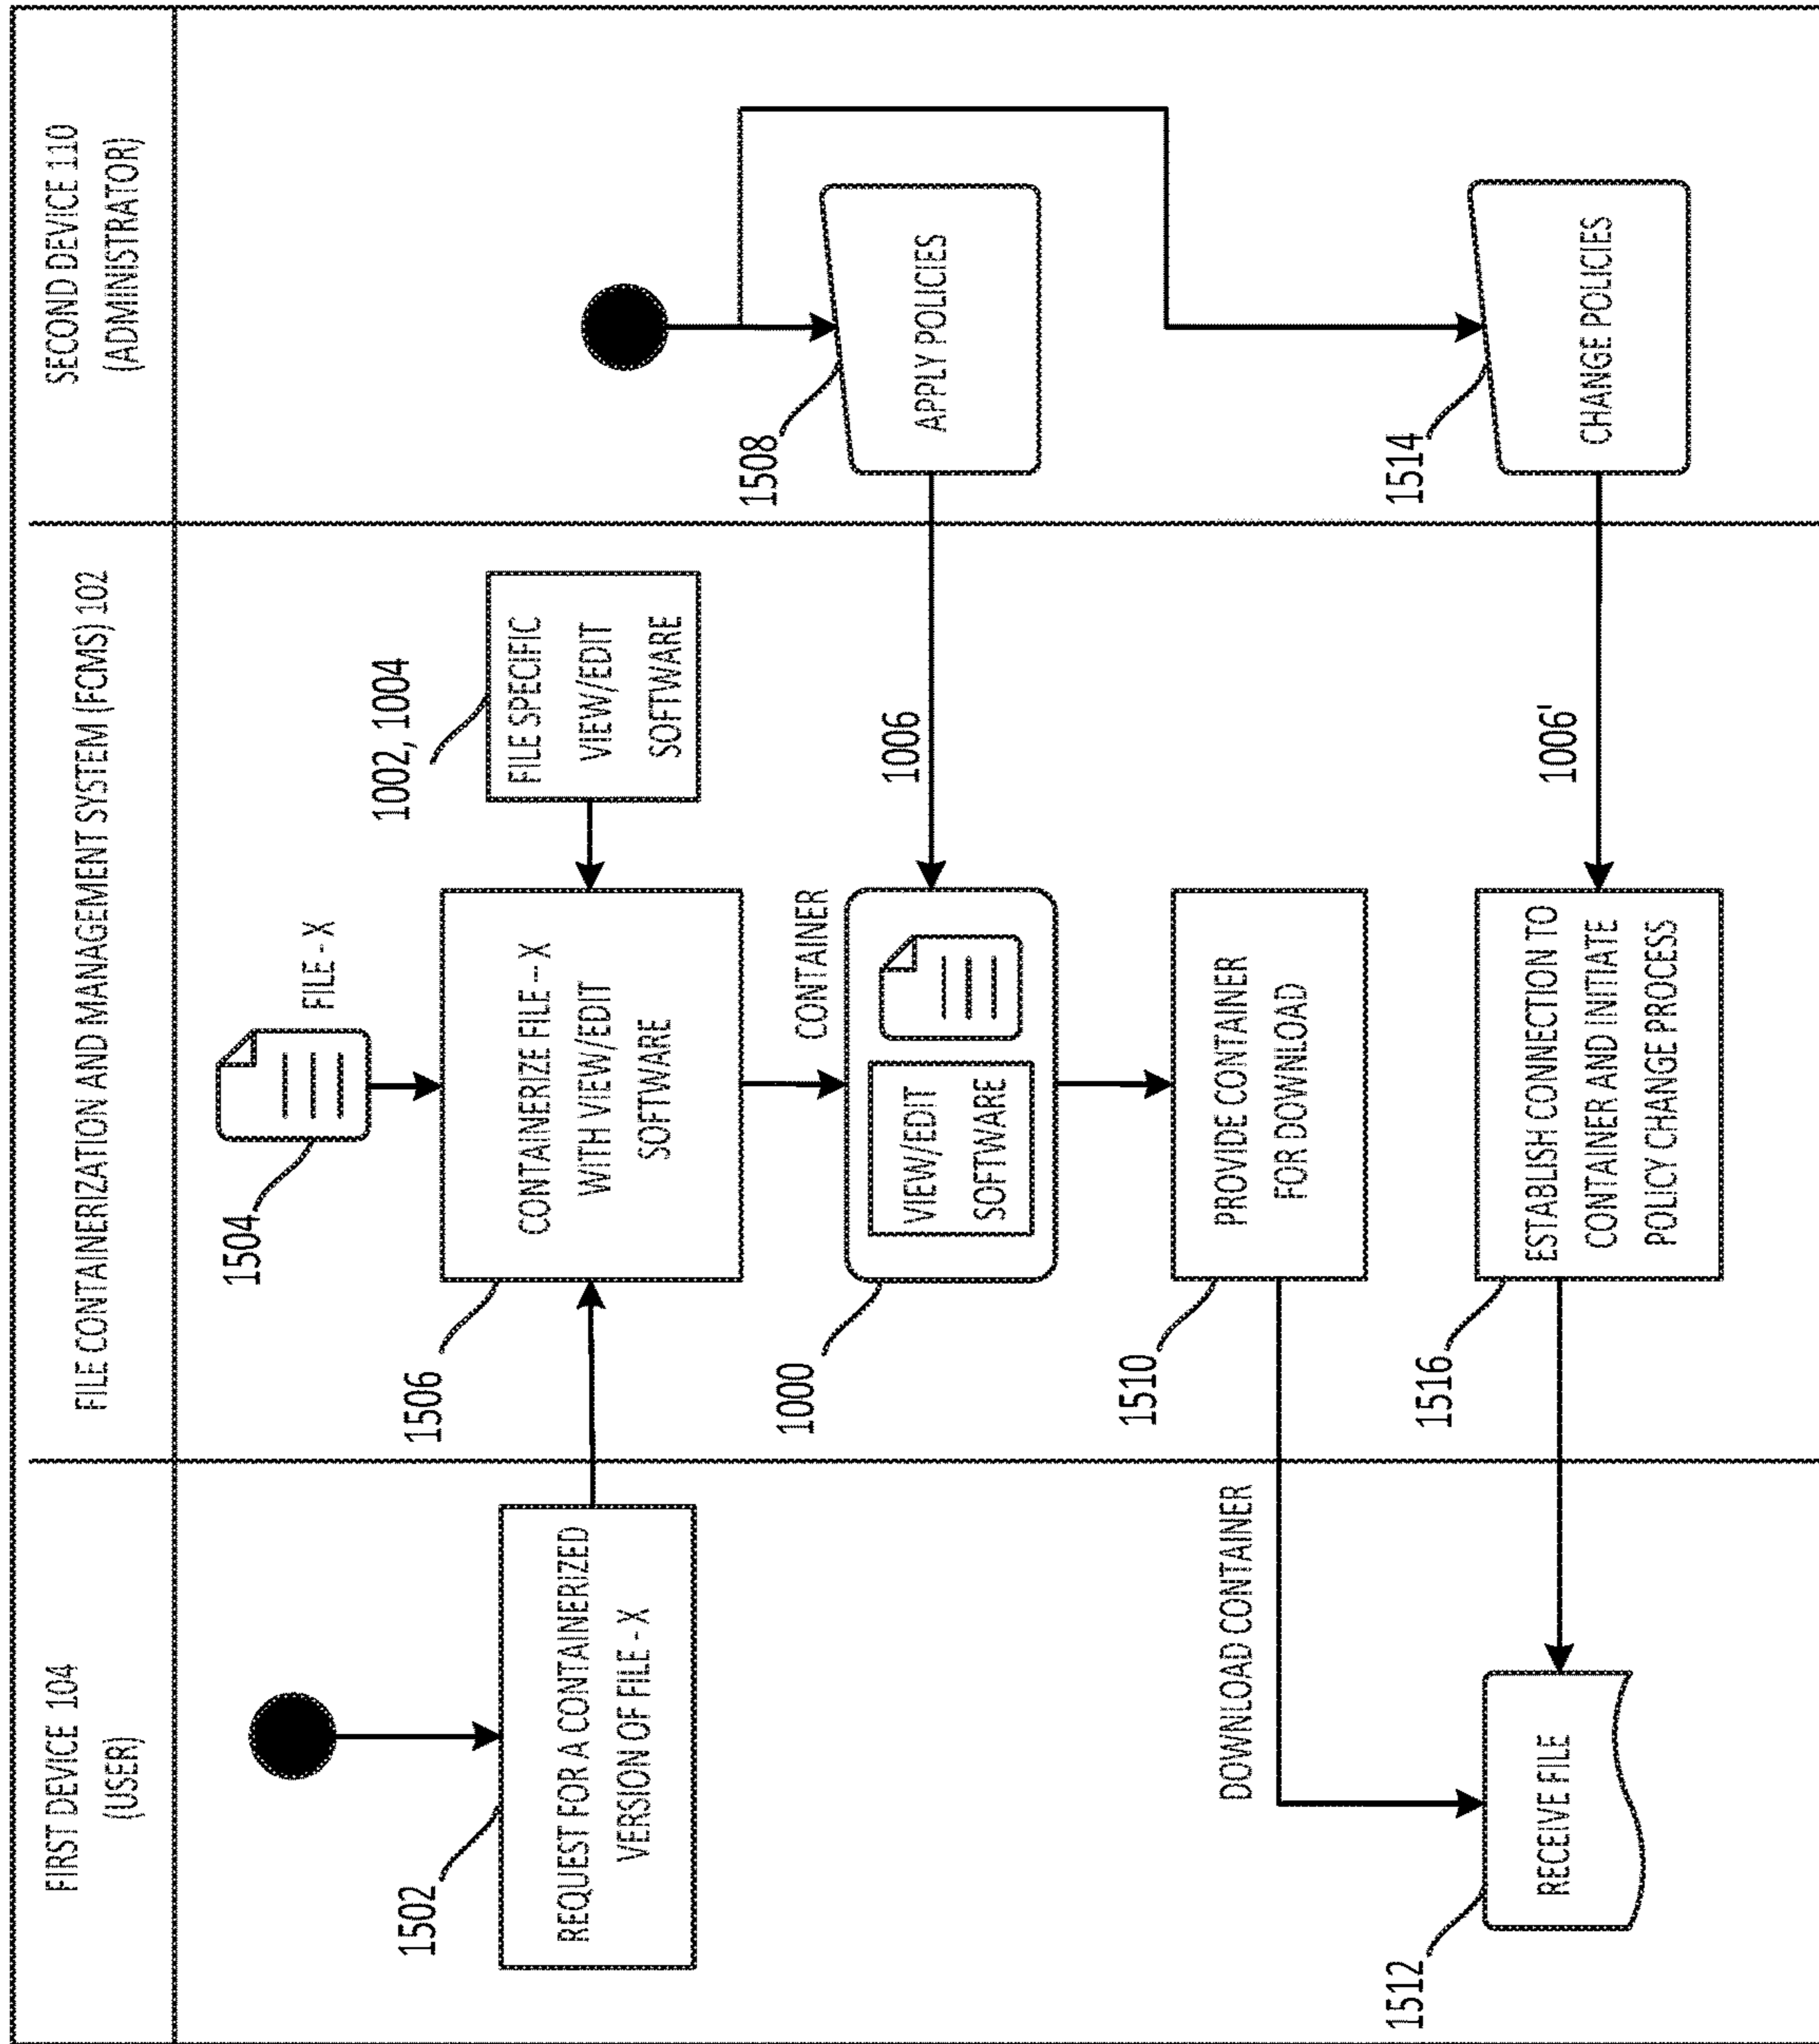 FIRST DEVICE 104
(USER)
FILE CONTAINERIZATION AND MANAGEMENT SYSTEM (FCMS) 102
SECOND DEVICE 110
(ADMINISTRATOR)
1504
FILE - X
1502
REQUEST FOR A CONTAINERIZED
VERSION OF FILE - X
1506
CONTAINERIZE FILE – X
WITH VIEW/EDIT
SOFTWARE
1002, 1004
FILE SPECIFIC
VIEW/EDIT
SOFTWARE
1000
CONTAINER
VIEW/EDIT
SOFTWARE
1006
1508
APPLY POLICIES
1510
PROVIDE CONTAINER
FOR DOWNLOAD
DOWNLOAD CONTAINER
1512
RECEIVE FILE
1516
ESTABLISH CONNECTION TO
CONTAINER AND INITIATE
POLICY CHANGE PROCESS
1006'
1514
CHANGE POLICIES